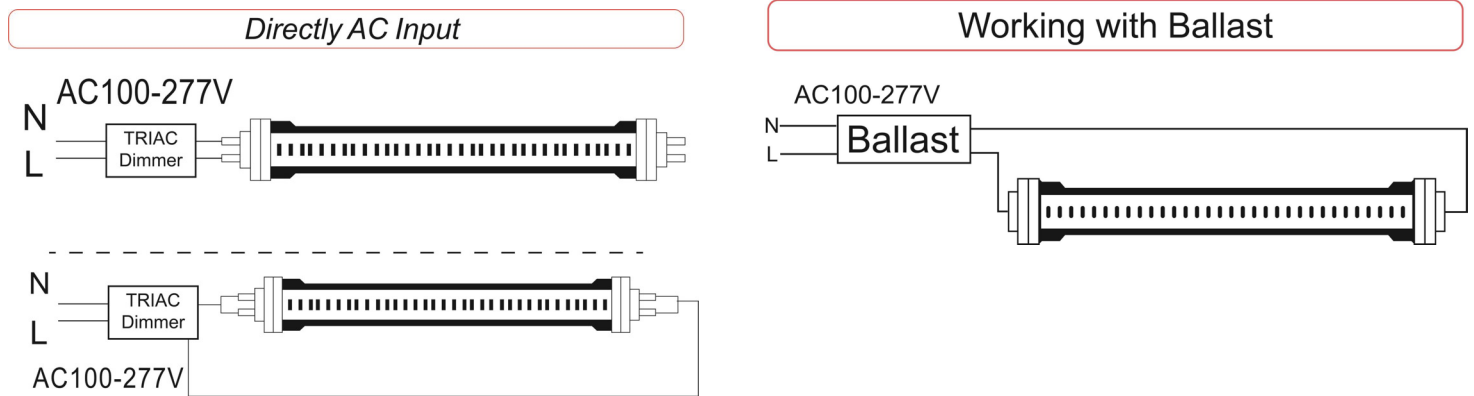 Directly AC Input
AC100-277V
N
L
TRIAC
Dimmer
N
L
TRIAC
Dimmer
AC100-277V
Working with Ballast
AC100-277V
N
L
Ballast